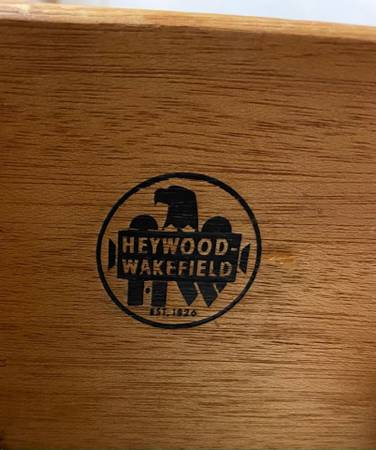 HEYWOOD-
WAKEFIELD
H·W
EST. 1826